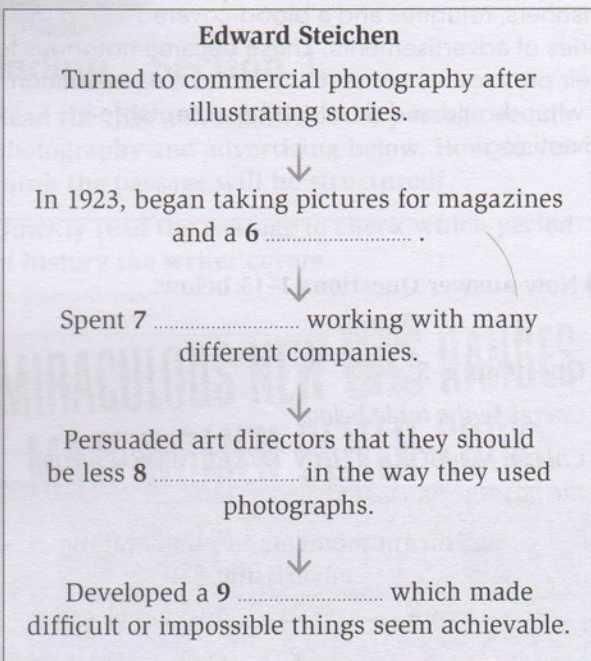 Edward Steichen
Turned to commercial photography after
illustrating stories.
In 1923, began taking pictures for magazines
and a 6 .................................. .
Spent 7 .............................. working with many
different companies.
Persuaded art directors that they should
be less 8 .............................. in the way they used
photographs.
Developed a 9 .............................. which made
difficult or impossible things seem achievable.